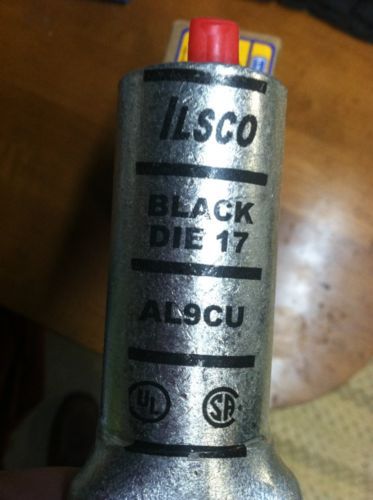 ILSCO
BLACK
DIE 17
AL9CU
UL SA